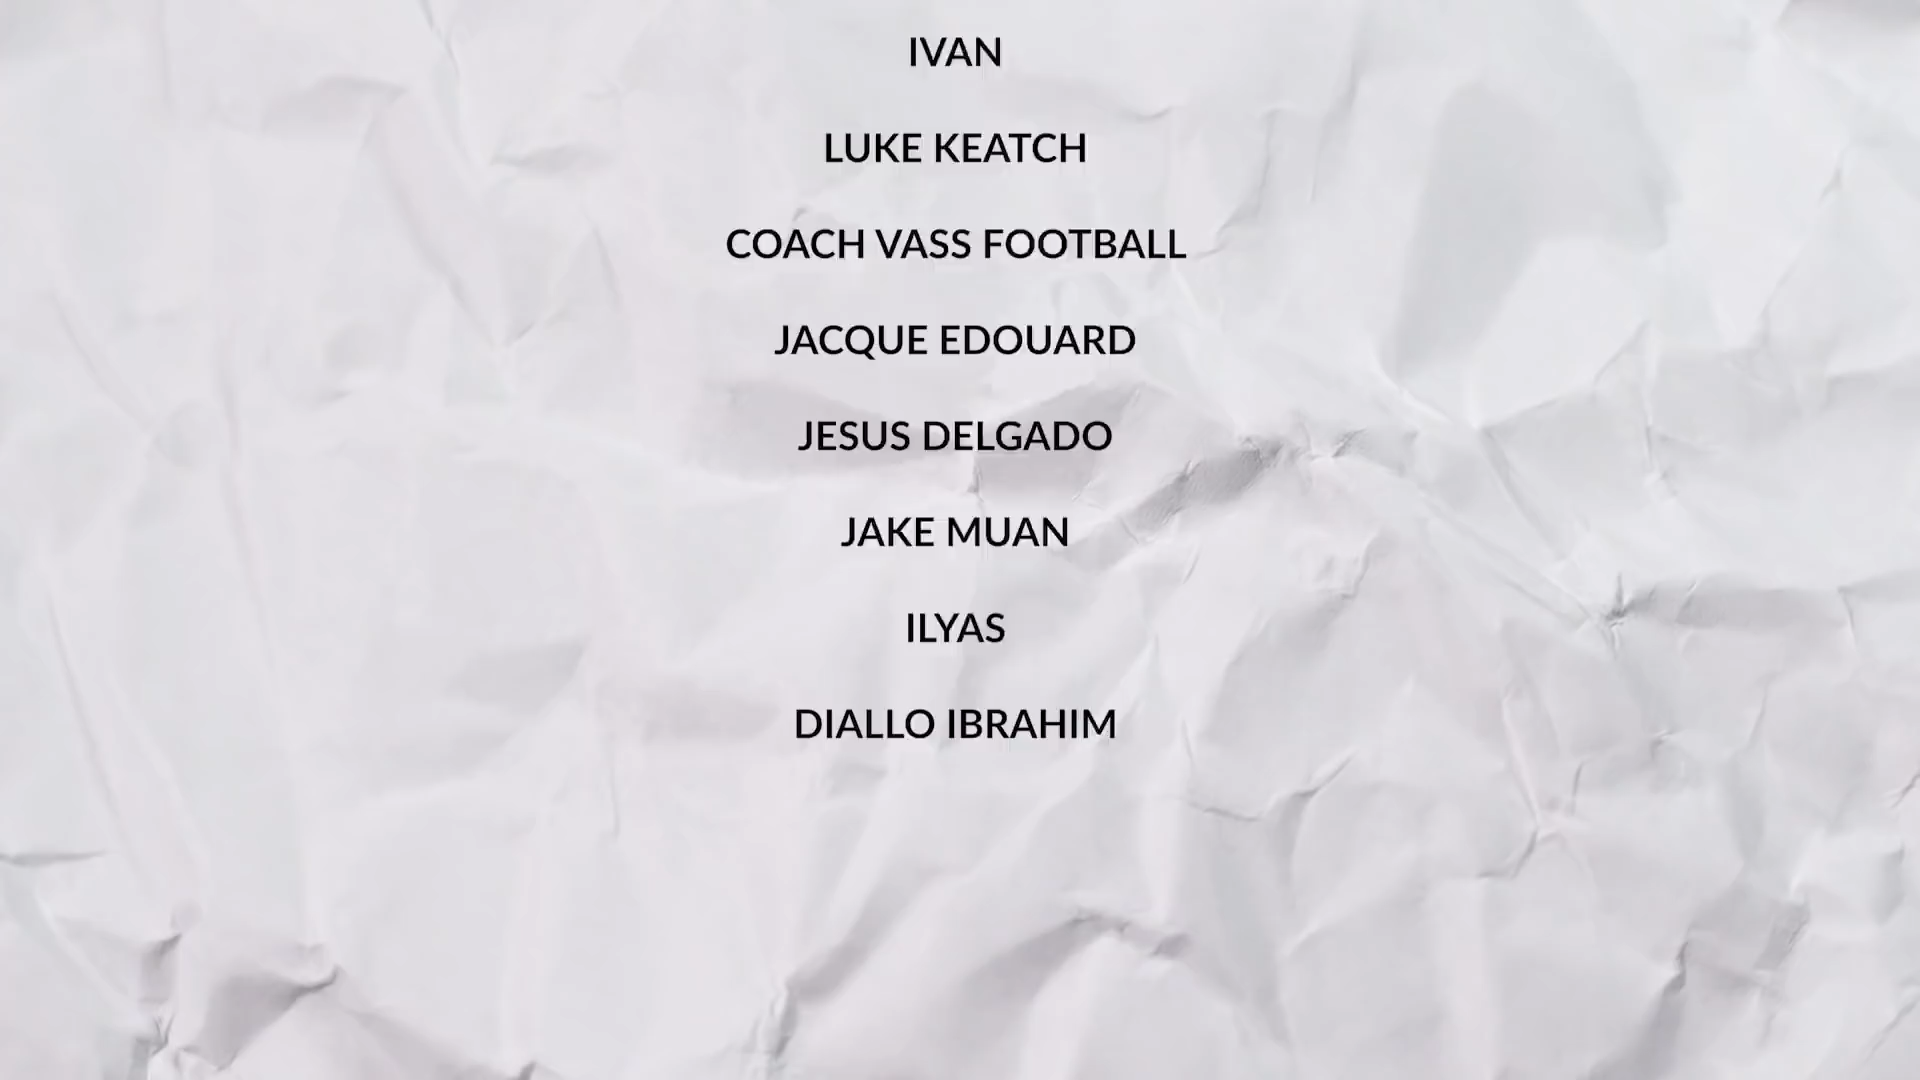 IVAN
LUKE KEATCH
COACH VASS FOOTBALL
JACQUE EDOUARD
JESUS DELGADO
JAKE MUAN
ILYAS
DIALLO IBRAHIM